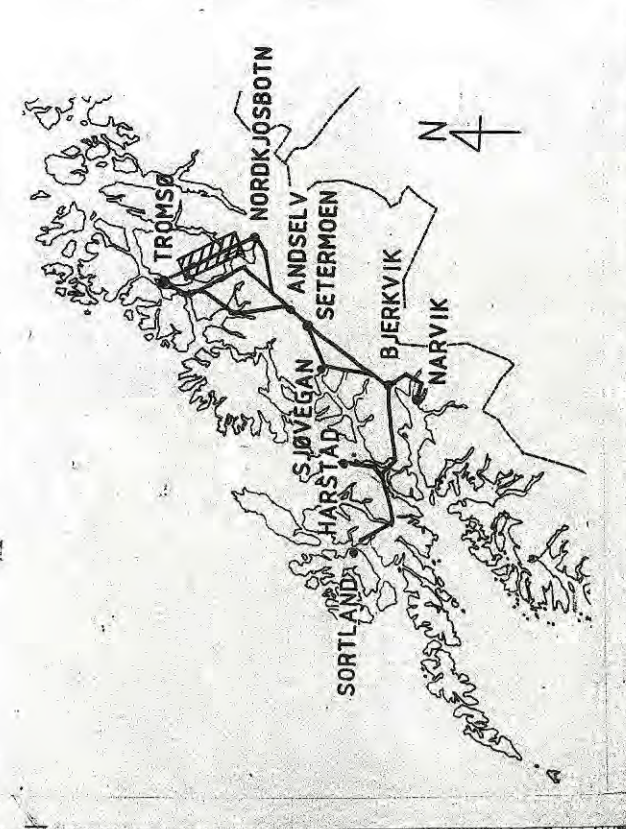 TROMSØ
NORDKJOSBOTN
ANDSELV
SETERMOEN
BJERKVIK
NARVIK
SJØVEGAN
HARSTAD
SORTLAND
N